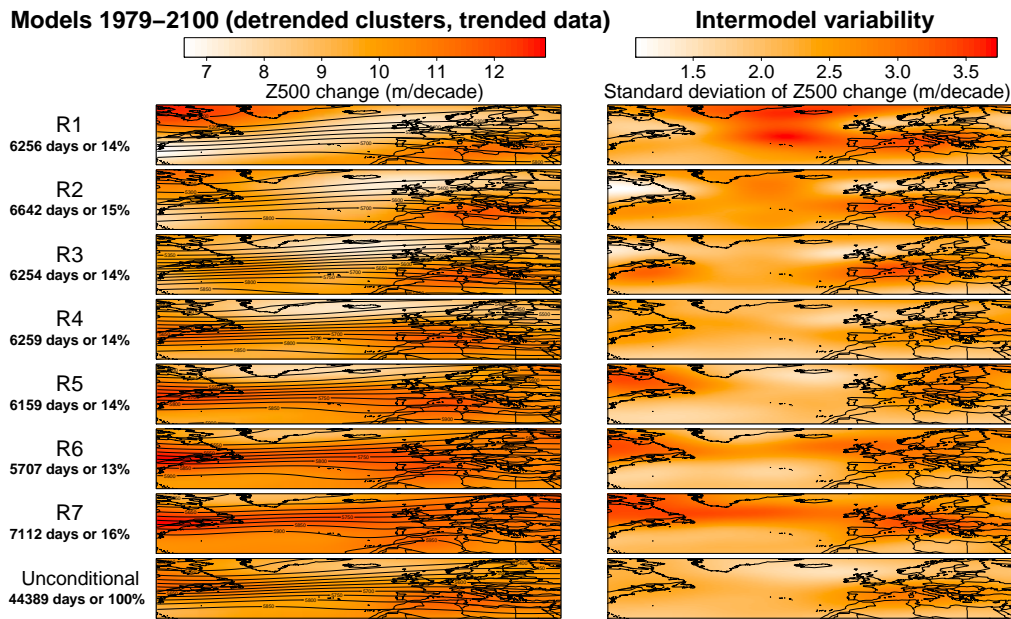 Models 1979−2100 (detrended clusters, trended data)
Intermodel variability
7 8 9 10 11 12
1.5 2.0 2.5 3.0 3.5
Z500 change (m/decade)
Standard deviation of Z500 change (m/decade)
R1
6256 days or 14%
R2
6642 days or 15%
R3
6254 days or 14%
R4
6259 days or 14%
R5
6159 days or 14%
R6
5707 days or 13%
R7
7112 days or 16%
Unconditional
44389 days or 100%